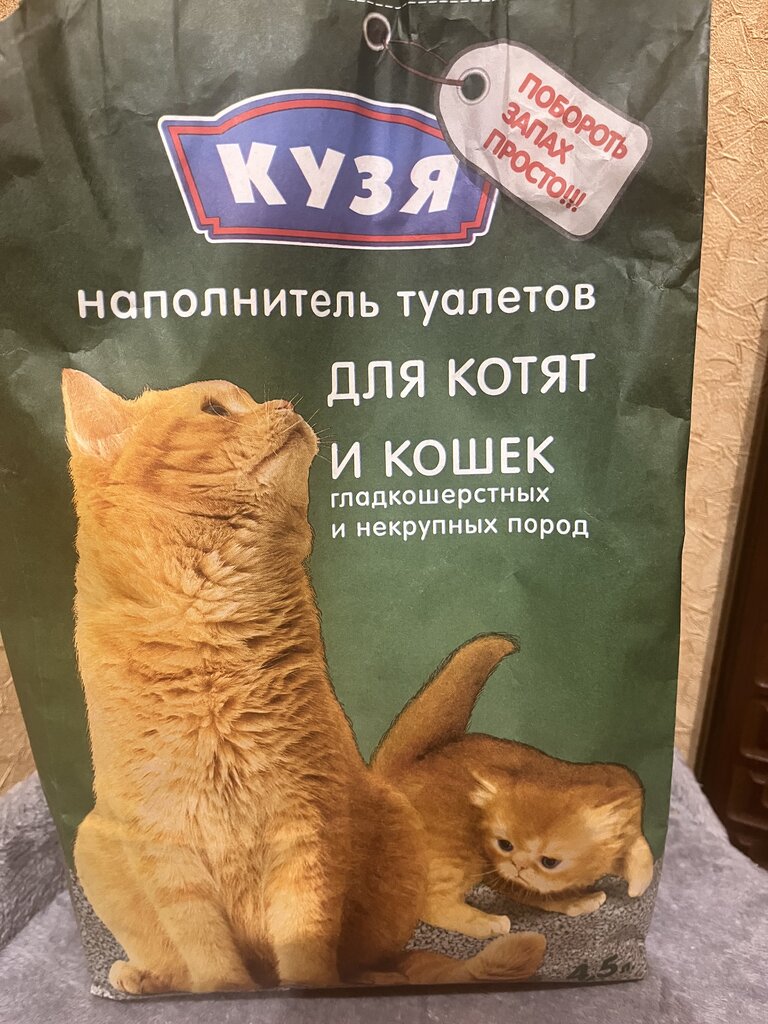 ПОБОРОТЬ
ЗАПАХ
ПРОСТО!!!
КУЗЯ
наполнитель туалетов
ДЛЯ КОТЯТ
И КОШЕК
гладкошерстных
и некрупных пород
4,5 л